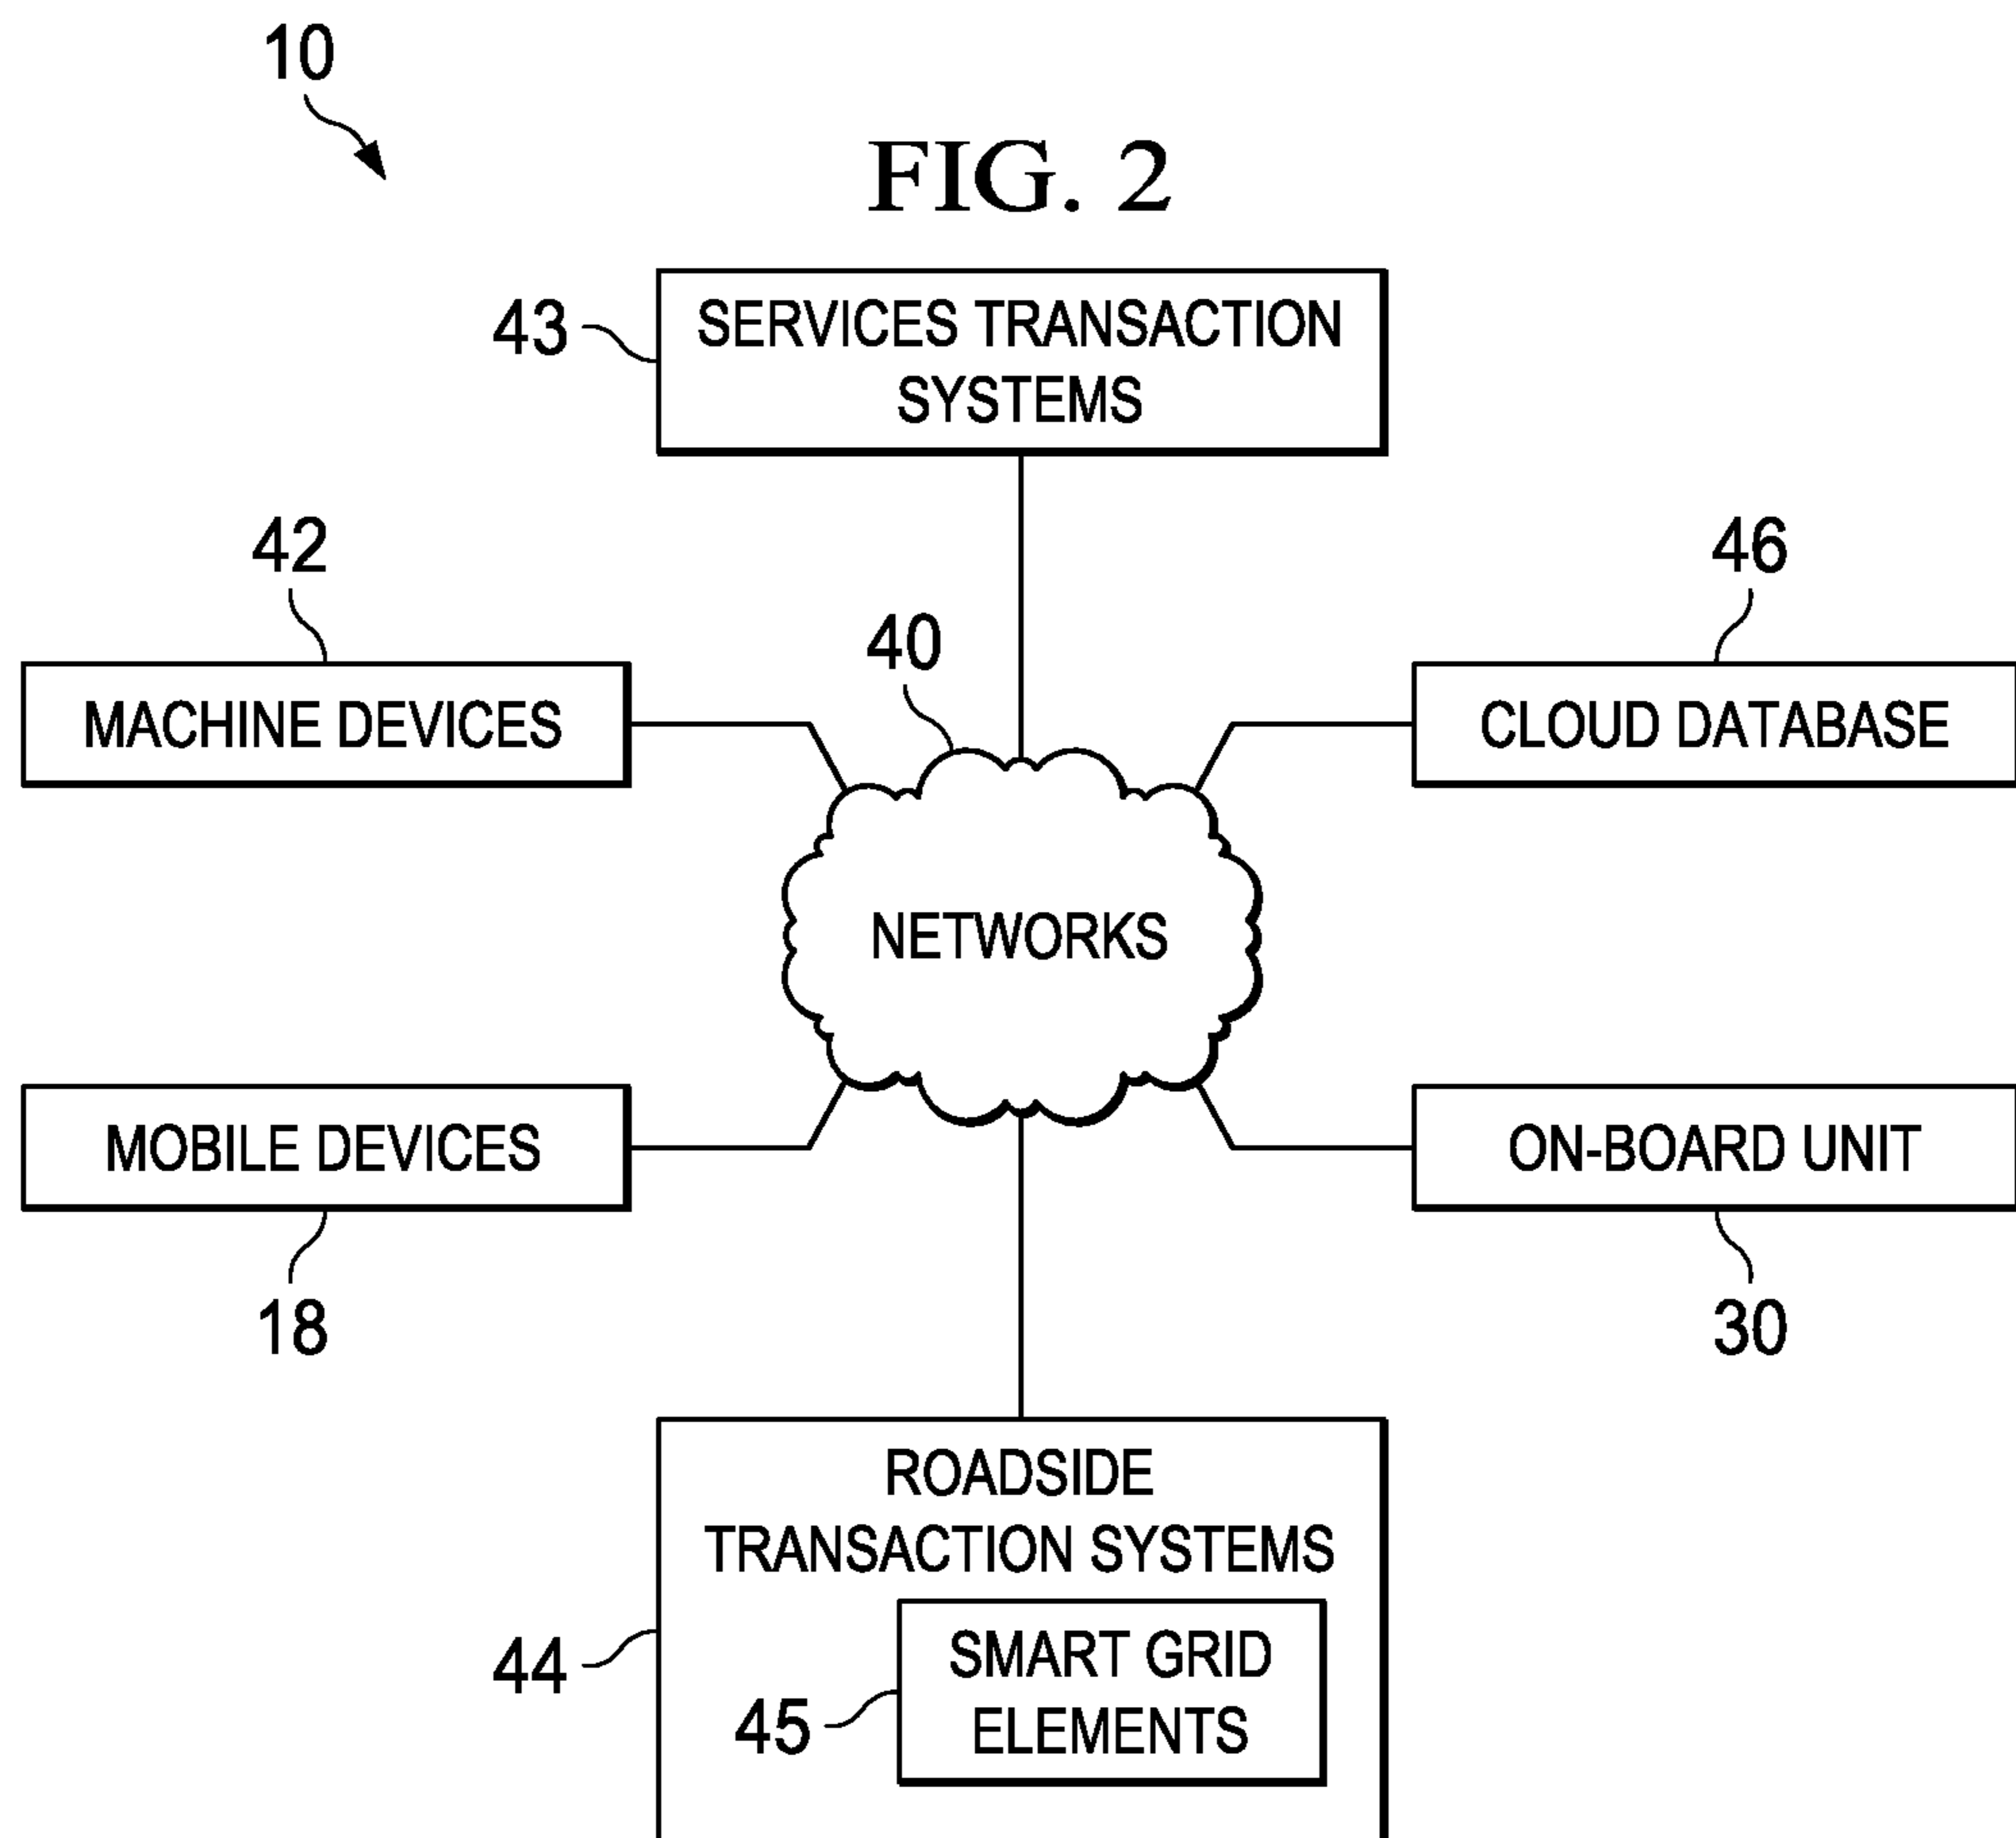 10
FIG. 2
43
SERVICES TRANSACTION
SYSTEMS
42
46
40
MACHINE DEVICES
CLOUD DATABASE
NETWORKS
MOBILE DEVICES
ON-BOARD UNIT
18
30
ROADSIDE
TRANSACTION SYSTEMS
44
SMART GRID
ELEMENTS
45